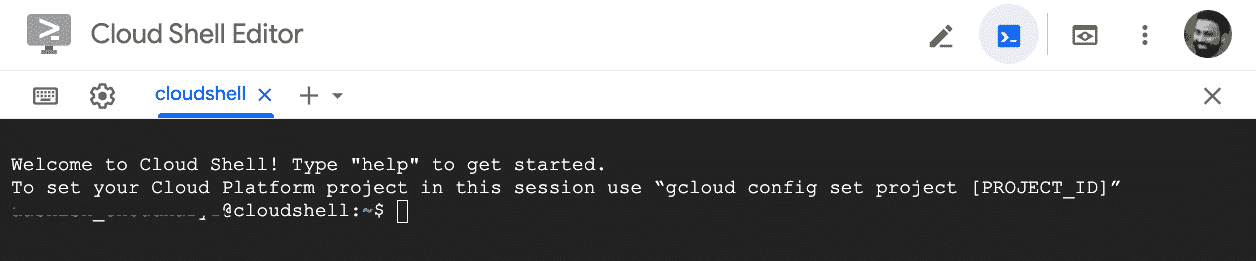 Cloud Shell Editor
cloudshell
Welcome to Cloud Shell! Type "help" to get started.
To set your Cloud Platform project in this session use “gcloud config set project [PROJECT_ID]”
@cloudshell:~$